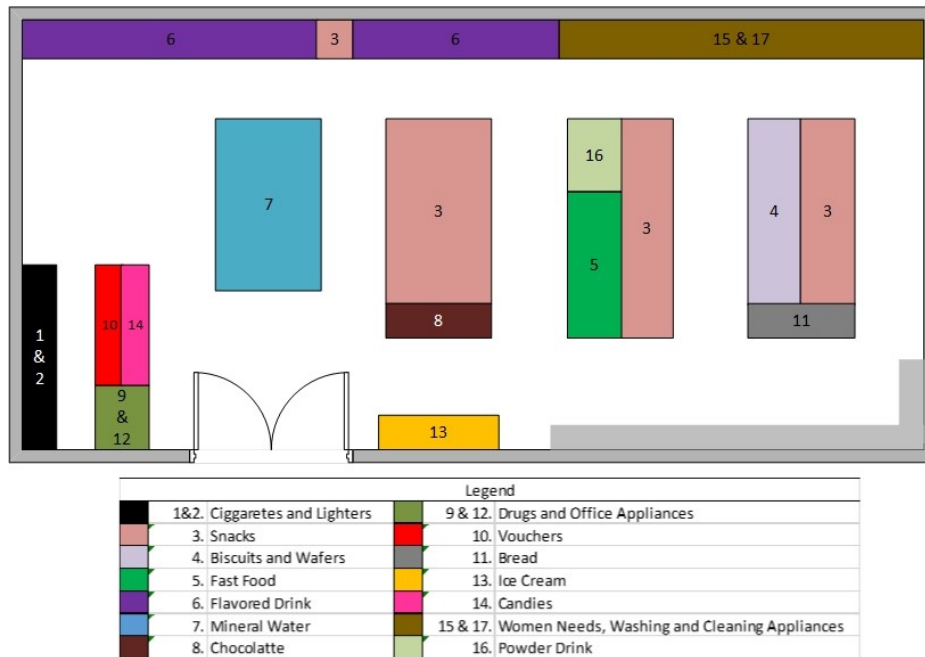 6 3 6 15 & 17
16
7 3 3 4 3
5
10 14 8 11
1
&
2
9
&
12
13
Legend
1&2. Ciggaretes and Lighters 9 & 12. Drugs and Office Appliances
3. Snacks 10. Vouchers
4. Biscuits and Wafers 11. Bread
5. Fast Food 13. Ice Cream
6. Flavored Drink 14. Candies
7. Mineral Water 15 & 17. Women Needs, Washing and Cleaning Appliances
8. Chocolatte 16. Powder Drink